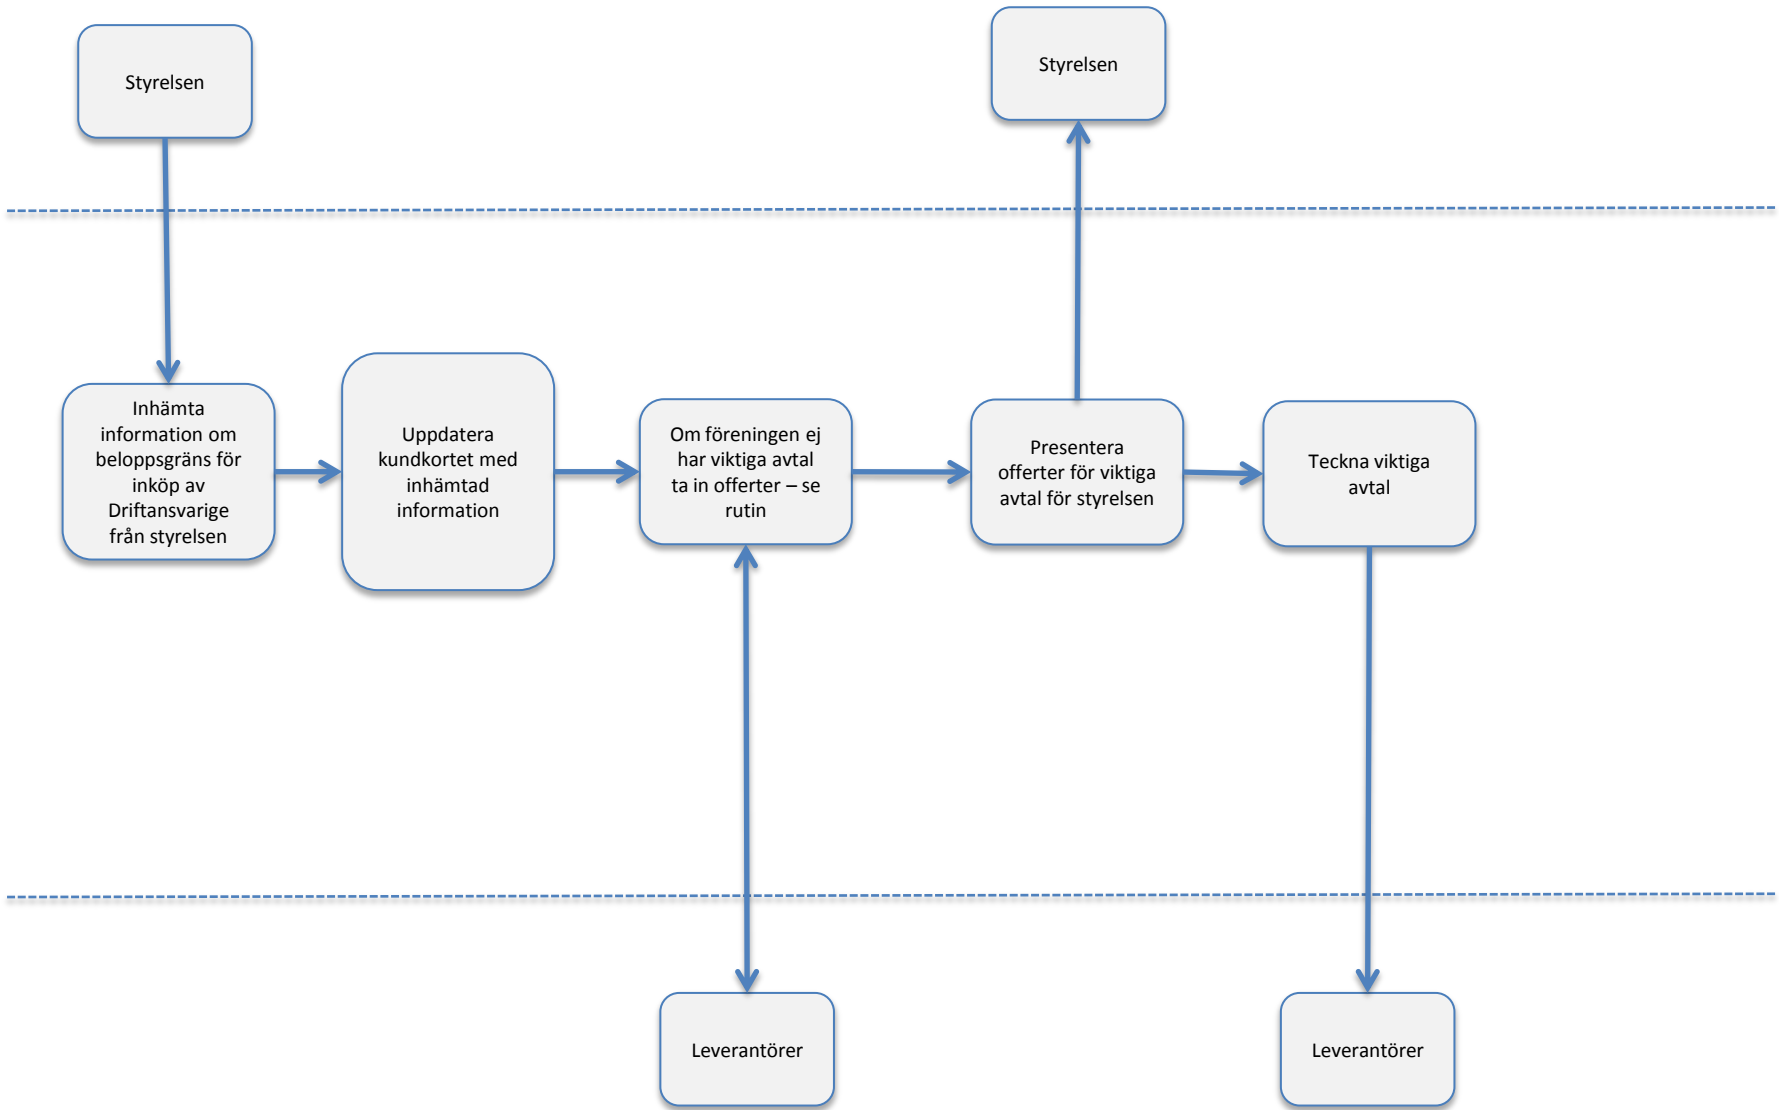 Styrelsen
Styrelsen
Inhämta
information om
beloppsgräns för
inköp av
Driftansvarige
från styrelsen
Uppdatera
kundkortet med
inhämtad
information
Om föreningen ej
har viktiga avtal
ta in offerter – se
rutin
Presentera
offerter för viktiga
avtal för styrelsen
Teckna viktiga
avtal
Leverantörer
Leverantörer